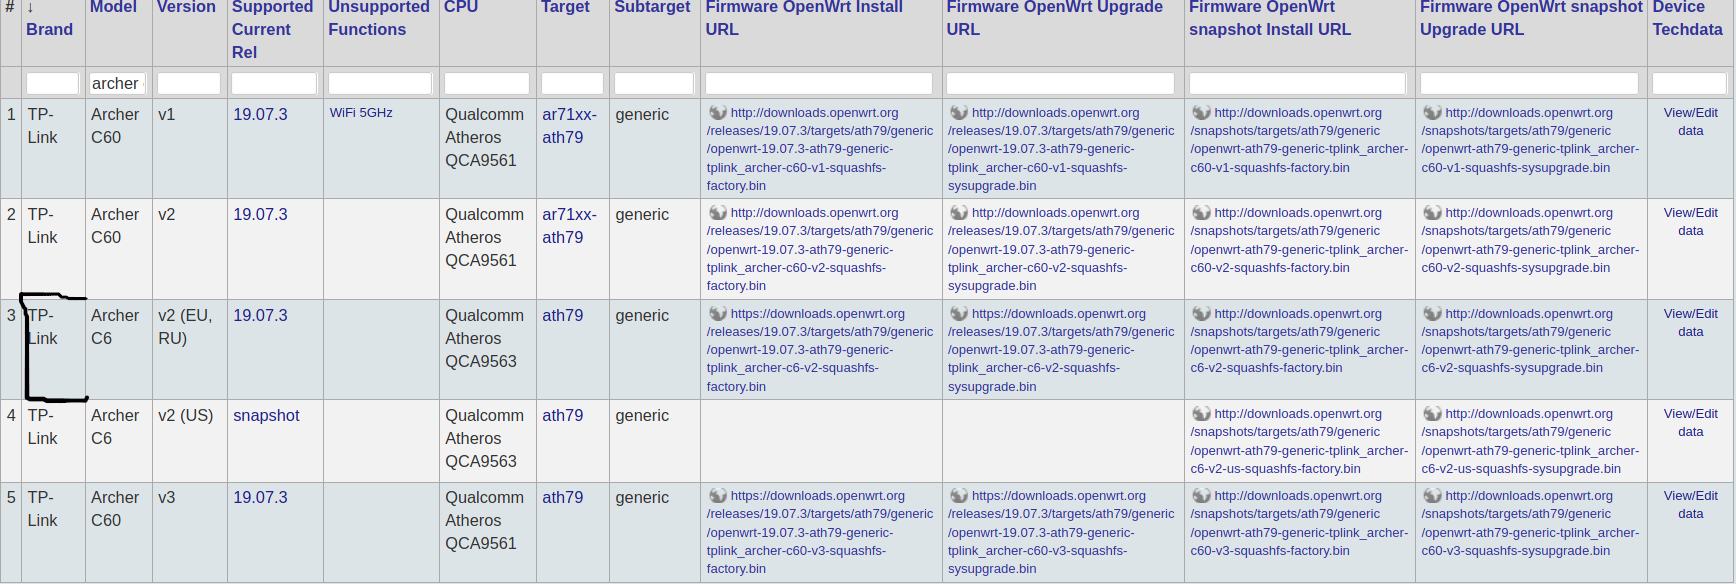 # ↓ Brand Model Version Supported Current Rel Unsupported Functions CPU Target Subtarget Firmware OpenWrt Install URL Firmware OpenWrt Upgrade URL Firmware OpenWrt snapshot Install URL Firmware OpenWrt snapshot Upgrade URL Device Techdata
archer
1 TP-Link Archer C60 v1 19.07.3 WiFi 5GHz Qualcomm Atheros QCA9561 ar71xx-ath79 generic http://downloads.openwrt.org/releases/19.07.3/targets/ath79/generic/openwrt-19.07.3-ath79-generic-tplink_archer-c60-v1-squashfs-factory.bin http://downloads.openwrt.org/releases/19.07.3/targets/ath79/generic/openwrt-19.07.3-ath79-generic-tplink_archer-c60-v1-squashfs-sysupgrade.bin http://downloads.openwrt.org/snapshots/targets/ath79/generic/openwrt-ath79-generic-tplink_archer-c60-v1-squashfs-factory.bin http://downloads.openwrt.org/snapshots/targets/ath79/generic/openwrt-ath79-generic-tplink_archer-c60-v1-squashfs-sysupgrade.bin View/Edit data
2 TP-Link Archer C60 v2 19.07.3 Qualcomm Atheros QCA9561 ar71xx-ath79 generic http://downloads.openwrt.org/releases/19.07.3/targets/ath79/generic/openwrt-19.07.3-ath79-generic-tplink_archer-c60-v2-squashfs-factory.bin http://downloads.openwrt.org/releases/19.07.3/targets/ath79/generic/openwrt-19.07.3-ath79-generic-tplink_archer-c60-v2-squashfs-sysupgrade.bin http://downloads.openwrt.org/snapshots/targets/ath79/generic/openwrt-ath79-generic-tplink_archer-c60-v2-squashfs-factory.bin http://downloads.openwrt.org/snapshots/targets/ath79/generic/openwrt-ath79-generic-tplink_archer-c60-v2-squashfs-sysupgrade.bin View/Edit data
3 TP-Link Archer C6 v2 (EU, RU) 19.07.3 Qualcomm Atheros QCA9563 ath79 generic https://downloads.openwrt.org/releases/19.07.3/targets/ath79/generic/openwrt-19.07.3-ath79-generic-tplink_archer-c6-v2-squashfs-factory.bin https://downloads.openwrt.org/releases/19.07.3/targets/ath79/generic/openwrt-19.07.3-ath79-generic-tplink_archer-c6-v2-squashfs-sysupgrade.bin http://downloads.openwrt.org/snapshots/targets/ath79/generic/openwrt-ath79-generic-tplink_archer-c6-v2-squashfs-factory.bin http://downloads.openwrt.org/snapshots/targets/ath79/generic/openwrt-ath79-generic-tplink_archer-c6-v2-squashfs-sysupgrade.bin View/Edit data
4 TP-Link Archer C6 v2 (US) snapshot Qualcomm Atheros QCA9563 ath79 generic http://downloads.openwrt.org/snapshots/targets/ath79/generic/openwrt-ath79-generic-tplink_archer-c6-v2-us-squashfs-factory.bin http://downloads.openwrt.org/snapshots/targets/ath79/generic/openwrt-ath79-generic-tplink_archer-c6-v2-us-squashfs-sysupgrade.bin View/Edit data
5 TP-Link Archer C60 v3 19.07.3 Qualcomm Atheros QCA9561 ath79 generic https://downloads.openwrt.org/releases/19.07.3/targets/ath79/generic/openwrt-19.07.3-ath79-generic-tplink_archer-c60-v3-squashfs-factory.bin https://downloads.openwrt.org/releases/19.07.3/targets/ath79/generic/openwrt-19.07.3-ath79-generic-tplink_archer-c60-v3-squashfs-sysupgrade.bin http://downloads.openwrt.org/snapshots/targets/ath79/generic/openwrt-ath79-generic-tplink_archer-c60-v3-squashfs-factory.bin http://downloads.openwrt.org/snapshots/targets/ath79/generic/openwrt-ath79-generic-tplink_archer-c60-v3-squashfs-sysupgrade.bin View/Edit data